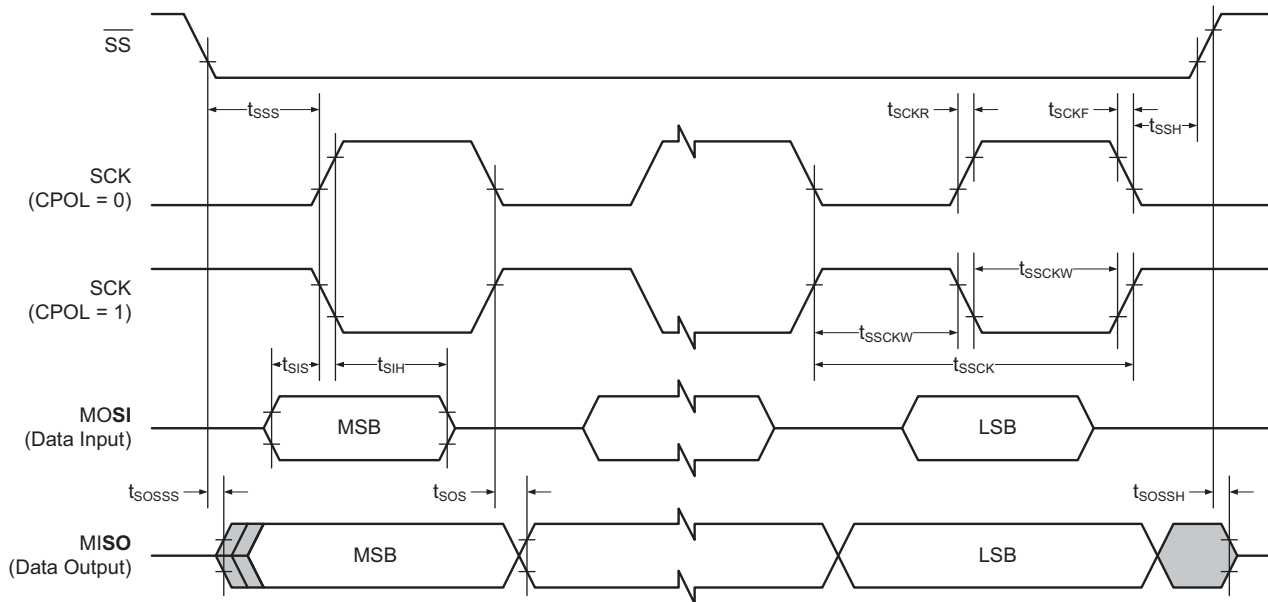 SS
tSSS
tSCKR
tSCKF
tSSH
SCK
(CPOL = 0)
SCK
(CPOL = 1)
tSSCKW
tSSCKW
tSIS
tSIH
tSSCK
MOSI
(Data Input)
MSB
LSB
tSOSSS
tSOS
tSOSSH
MISO
(Data Output)
MSB
LSB